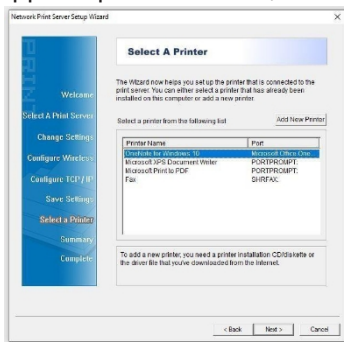 Network Print Server Setup Wizard
PRINT
Welcome
Select A Print Server
Change Settings
Configure Wireless
Configure TCP/IP
Save Settings
Select a Printer
Summary
Complete
Select A Printer
The Wizard now helps you set up the printer that is connected to the
print server. You can either select a printer that has already been
installed on this computer or add a new printer.
Select a printer from the following list
Add New Printer
Printer Name Port
OneNote for Windows 10 Microsoft Office One...
Microsoft XPS Document Writer PORTPROMPT:
Microsoft Print to PDF PORTPROMPT:
Fax SHRFAX:
To add a new printer, you need a printer installation CD/diskette or
the driver file that you've downloaded from the Internet.
< Back Next > Cancel